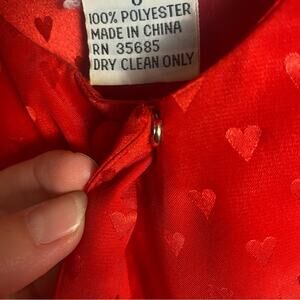 100% POLYESTER
MADE IN CHINA
RN 35685
DRY CLEAN ONLY